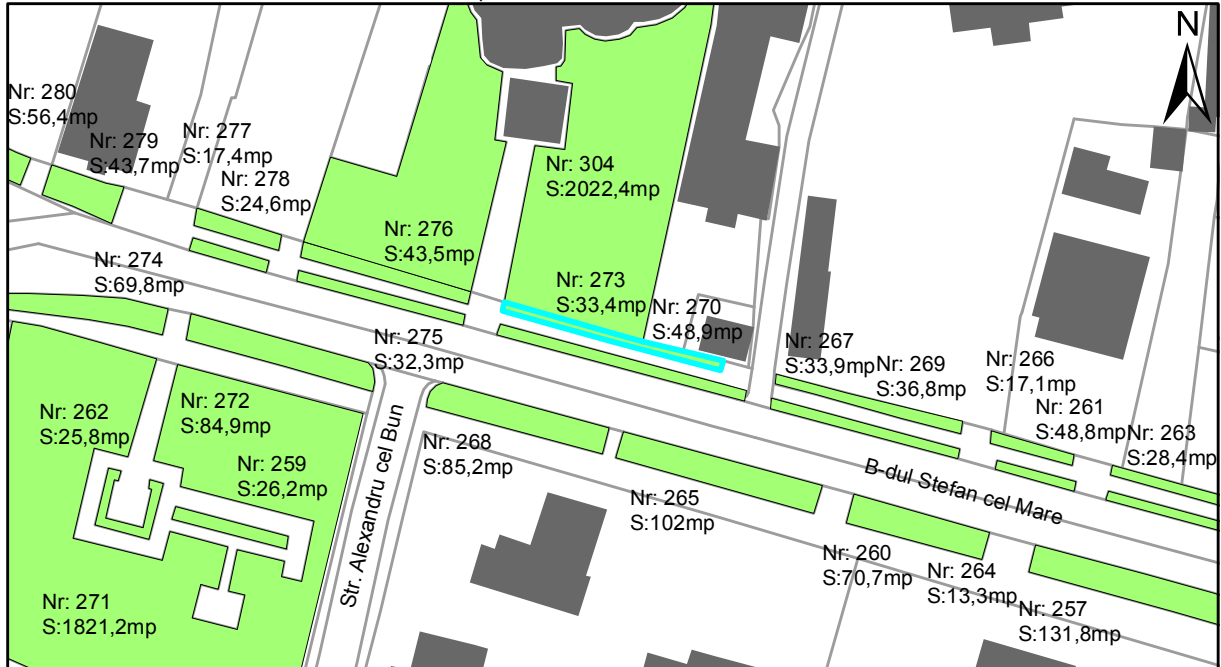 N
Nr: 280
S:56,4mp
Nr: 279
S:43,7mp
Nr: 277
S:17,4mp
Nr: 278
S:24,6mp
Nr: 304
S:2022,4mp
Nr: 276
S:43,5mp
Nr: 274
S:69,8mp
Nr: 273
S:33,4mp
Nr: 270
S:48,9mp
Nr: 275
S:32,3mp
Nr: 267
S:33,9mp
Nr: 269
S:36,8mp
Nr: 266
S:17,1mp
Nr: 261
S:48,8mp
Nr: 263
S:28,4mp
Nr: 262
S:25,8mp
Nr: 272
S:84,9mp
Nr: 259
S:26,2mp
Nr: 268
S:85,2mp
Str. Alexandru cel Bun
B-dul Stefan cel Mare
Nr: 265
S:102mp
Nr: 260
S:70,7mp
Nr: 264
S:13,3mp
Nr: 257
S:131,8mp
Nr: 271
S:1821,2mp